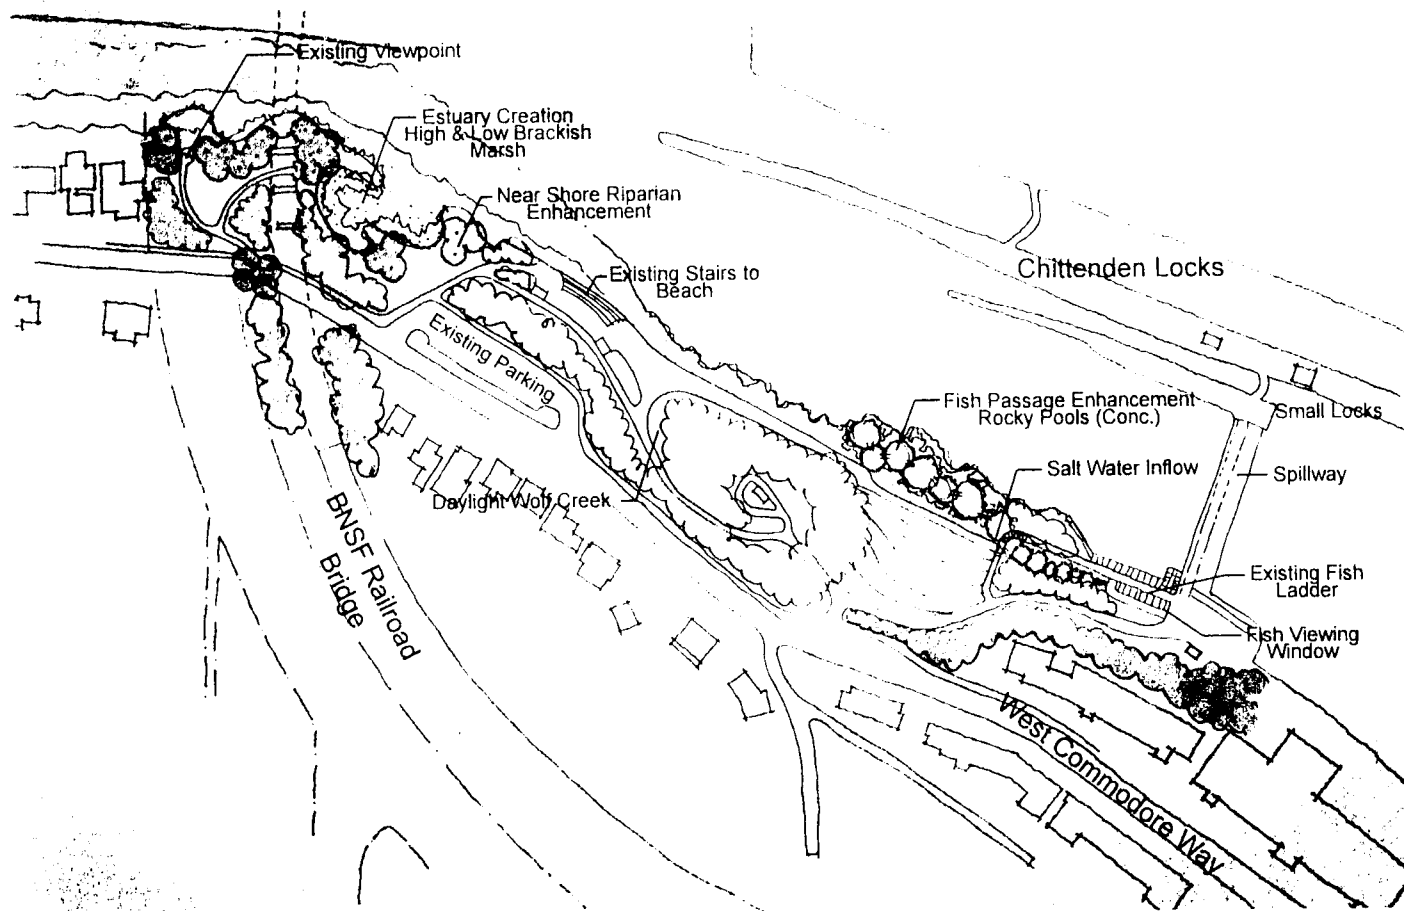 Existing Viewpoint
Estuary Creation
High & Low Brackish
Marsh
Near Shore Riparian
Enhancement
Existing Stairs to
Beach
Chittenden Locks
Existing Parking
Fish Passage Enhancement
Rocky Pools (Conc.)
Small Locks
Salt Water Inflow
Spillway
Daylight Wolf Creek
BNSF Railroad
Bridge
Existing Fish
Ladder
Fish Viewing
Window
West Commodore Way